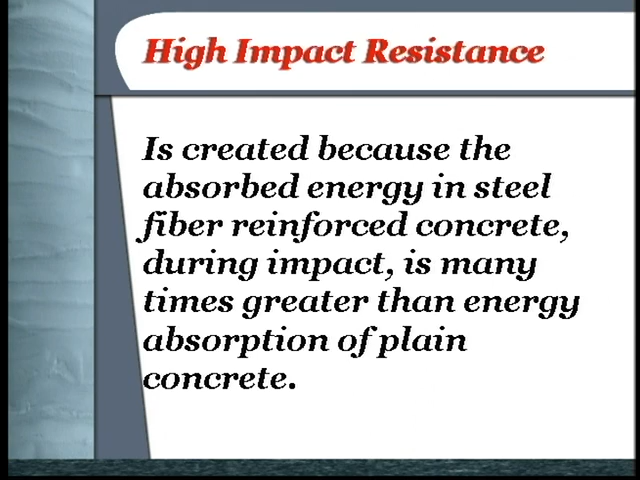 High Impact Resistance
Is created because the
absorbed energy in steel
fiber reinforced concrete,
during impact, is many
times greater than energy
absorption of plain
concrete.